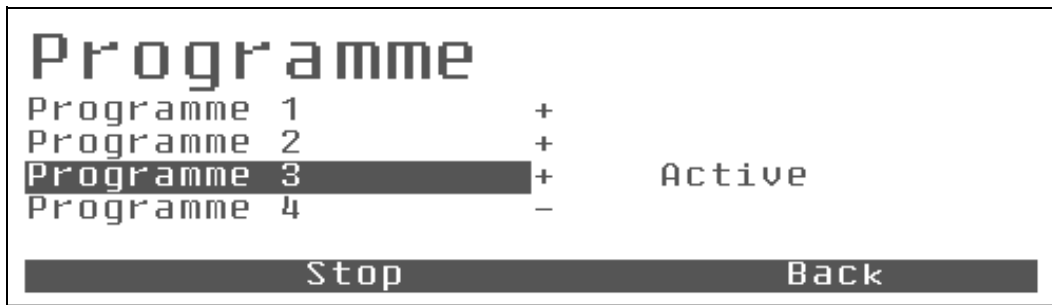 Programme
Programme 1 +
Programme 2 +
Programme 3 + Active
Programme 4 -
Stop Back